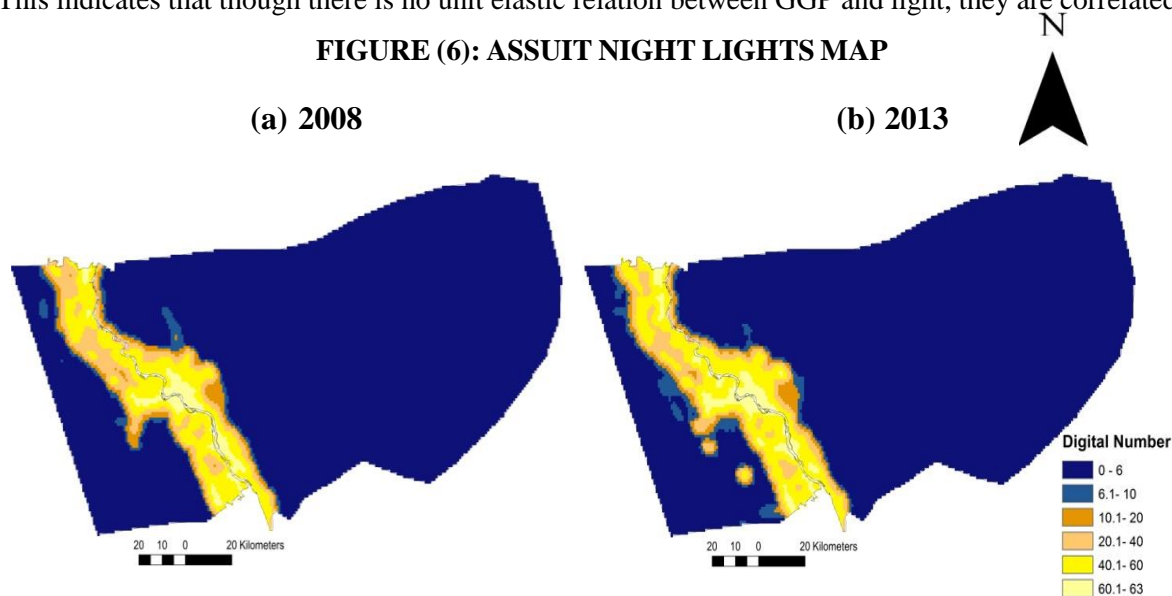 This indicates that though there is no unit elastic relation between GGP and light, they are correlated
N
FIGURE (6): ASSUIT NIGHT LIGHTS MAP
(a) 2008
(b) 2013
20 10 0 20 Kilometers
20 10 0 20 Kilometers
Digital Number
0 - 6
6.1- 10
10.1- 20
20.1- 40
40.1- 60
60.1- 63